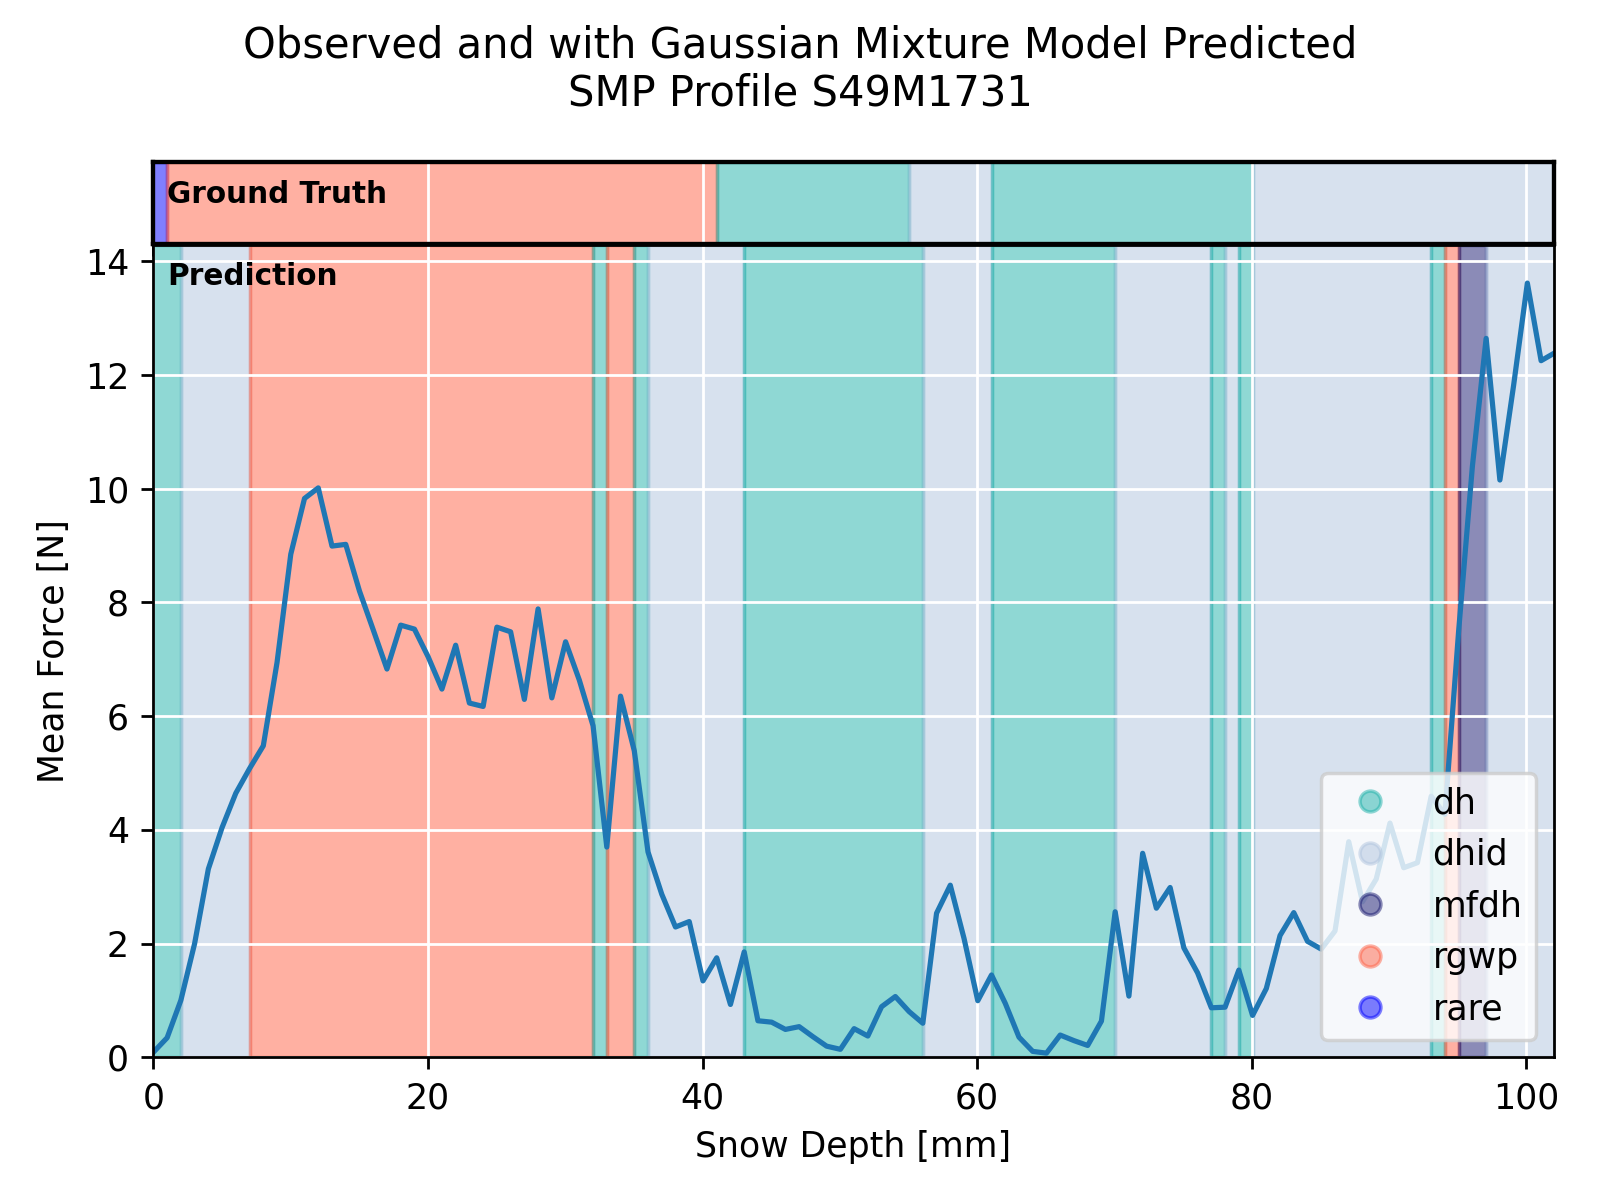 Observed and with Gaussian Mixture Model Predicted
SMP Profile S49M1731
Ground Truth
Prediction
14
12
10
8
6
4
2
0
Mean Force [N]
dh
dhid
mfdh
rgwp
rare
0 20 40 60 80 100
Snow Depth [mm]